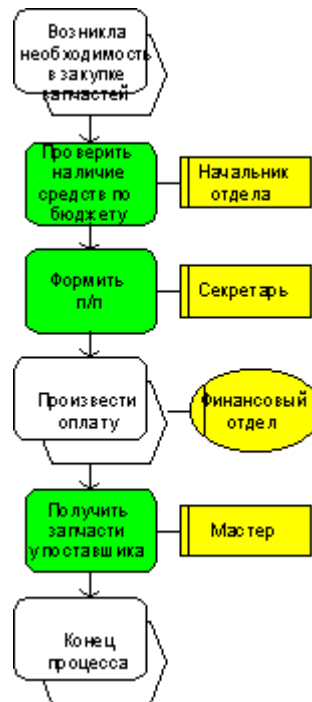 Возникла
необходимость
в закупке
запчастей
Проверить
наличие
средств по
бюджету
Начальник
отдела
Формить
п/п
Секретарь
Произвести
оплату
Финансовый
отдел
Получить
запчасти
у поставшика
Мастер
Конец
процесса